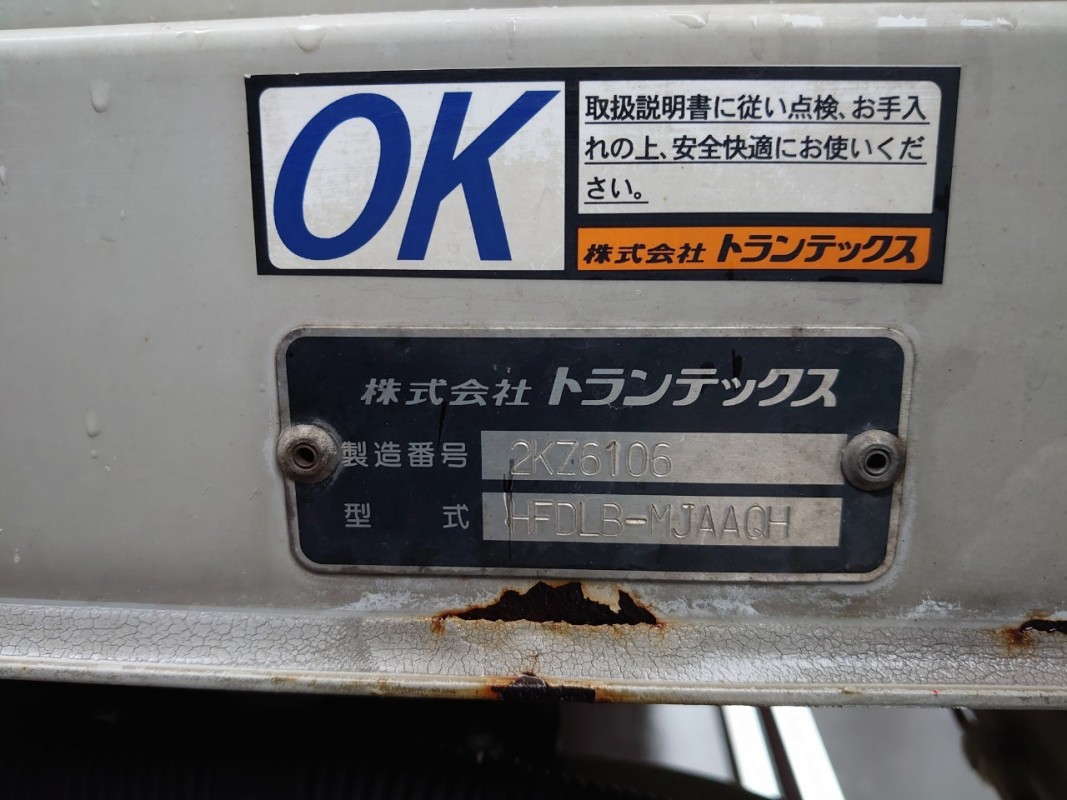 OK
取扱説明書に従い点検、お手入
れの上、安全快適にお使いくだ
さい。
株式会社 トランテックス
株式会社 トランテックス
製造番号 2KZ6106
型 式 HFDLB-MJAAQH